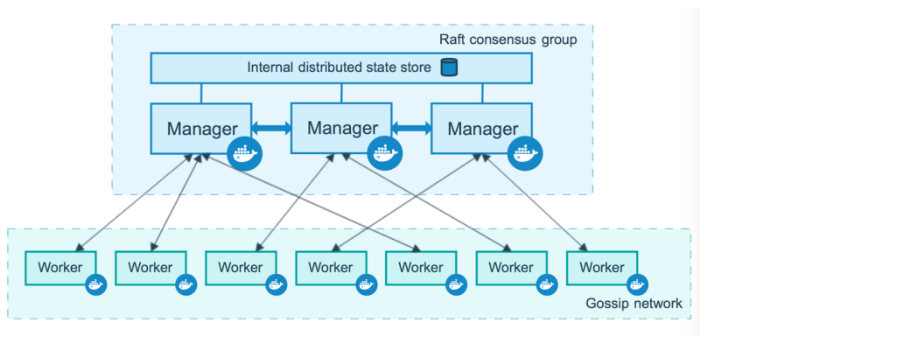 Raft consensus group
Internal distributed state store
Manager
Manager
Manager
Worker
Worker
Worker
Worker
Worker
Worker
Worker
Gossip network